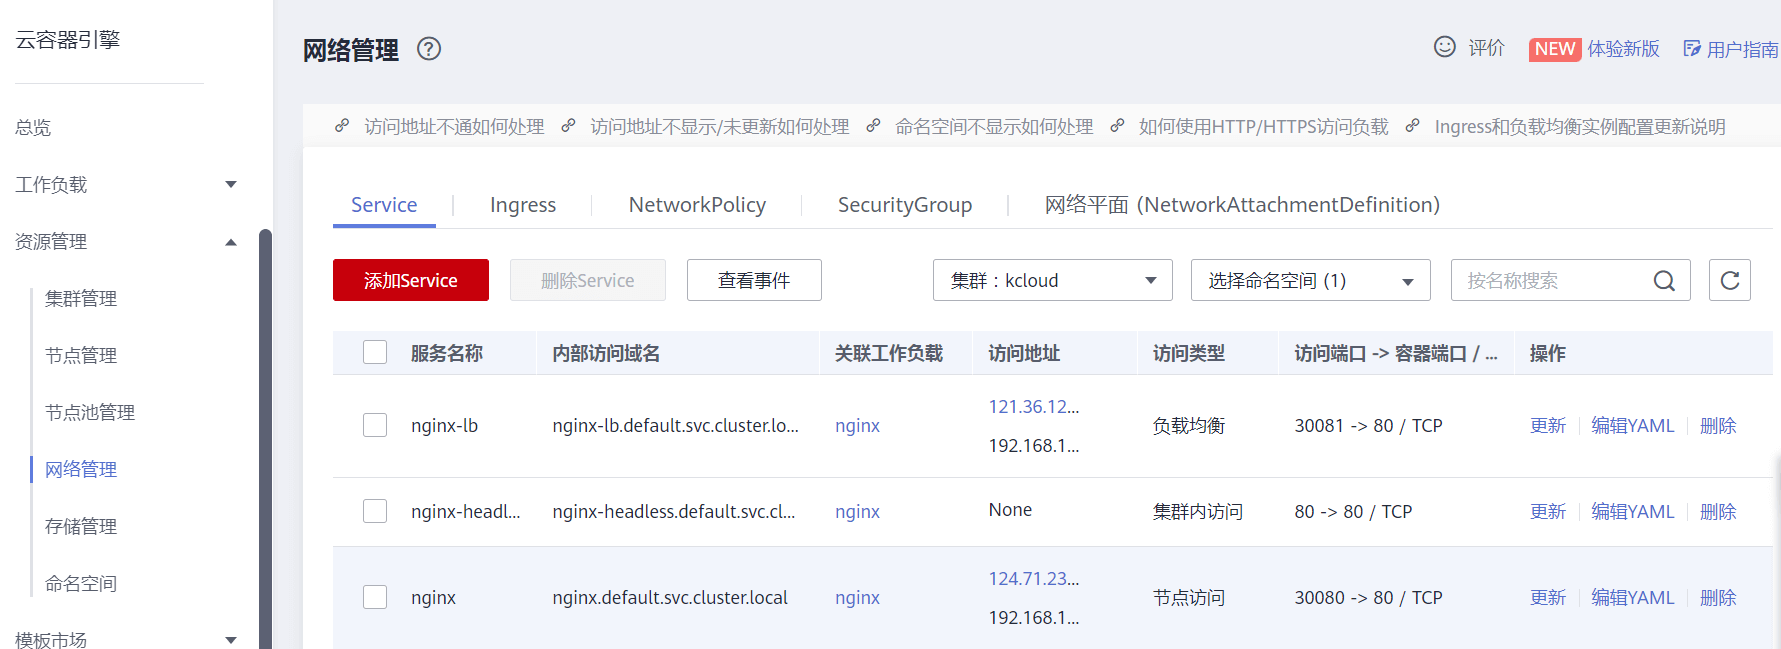 云容器引擎
总览
工作负载
资源管理
集群管理
节点管理
节点池管理
网络管理
存储管理
命名空间
模板市场
网络管理 ?
评价 NEW 体验新版 用户指南
访问地址不通如何处理 访问地址不显示/未更新如何处理 命名空间不显示如何处理 如何使用HTTP/HTTPS访问负载 Ingress和负载均衡实例配置更新说明
Service Ingress NetworkPolicy SecurityGroup 网络平面 (NetworkAttachmentDefinition)
添加Service 删除Service 查看事件 集群：kcloud 选择命名空间 (1) 按名称搜索
服务名称 内部访问域名 关联工作负载 访问地址 访问类型 访问端口 -> 容器端口 / ... 操作
nginx-lb nginx-lb.default.svc.cluster.lo... nginx 121.36.12... 192.168.1... 负载均衡 30081 -> 80 / TCP 更新 编辑YAML 删除
nginx-headl... nginx-headless.default.svc.cl... nginx None 集群内访问 80 -> 80 / TCP 更新 编辑YAML 删除
nginx nginx.default.svc.cluster.local nginx 124.71.23... 192.168.1... 节点访问 30080 -> 80 / TCP 更新 编辑YAML 删除